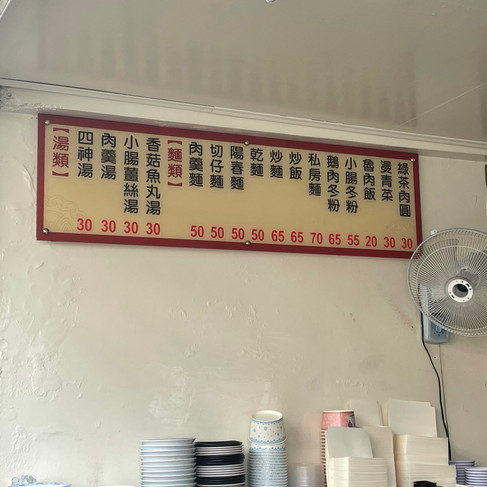 【湯類】
四神湯 30
肉羹湯 30
小腸薑絲湯 30
香菇魚丸湯 30
【麵類】
肉羹麵 50
切仔麵 50
陽春麵 50
乾麵 50
炒麵 65
炒飯 65
私房麵 70
鵝肉冬粉 65
小腸冬粉 55
魯肉飯 20
燙青菜 30
綠茶肉圓 30